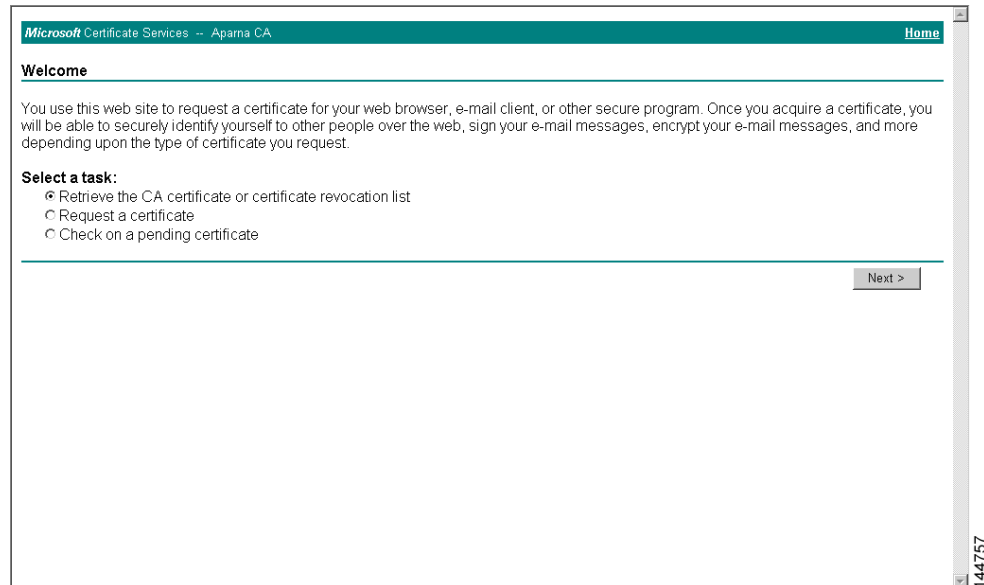 Microsoft Certificate Services -- Aparna CA Home
Welcome
You use this web site to request a certificate for your web browser, e-mail client, or other secure program. Once you acquire a certificate, you
will be able to securely identify yourself to other people over the web, sign your e-mail messages, encrypt your e-mail messages, and more
depending upon the type of certificate you request.
Select a task:
Retrieve the CA certificate or certificate revocation list
Request a certificate
Check on a pending certificate
Next >
144757